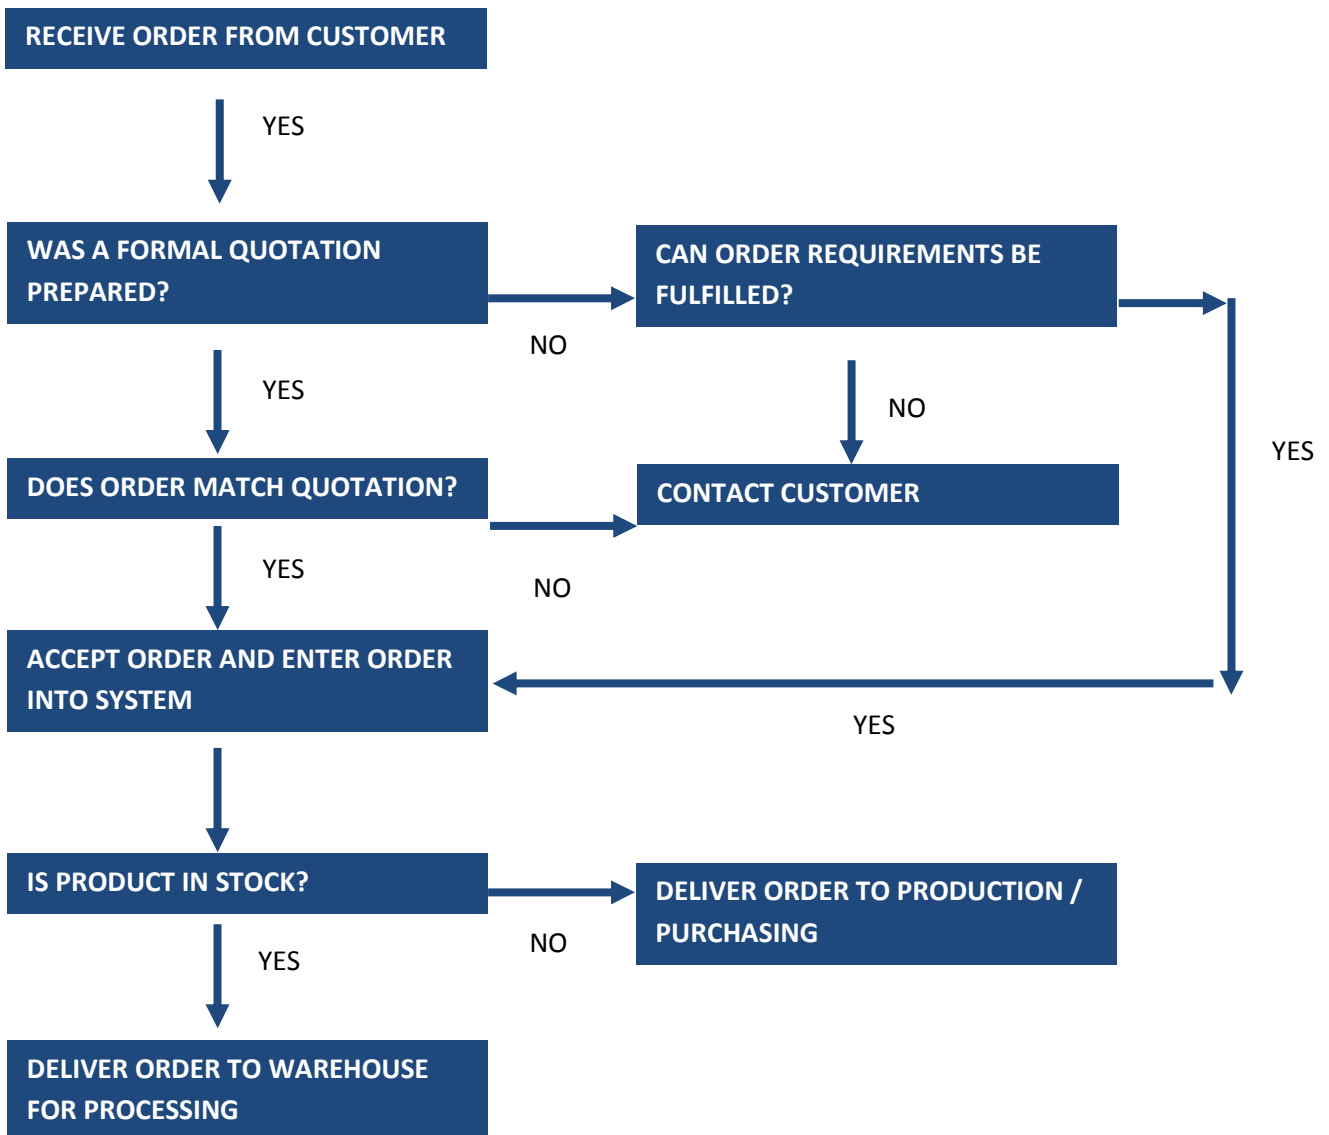 RECEIVE ORDER FROM CUSTOMER
YES
WAS A FORMAL QUOTATION
PREPARED?
NO
CAN ORDER REQUIREMENTS BE
FULFILLED?
YES
NO
YES
DOES ORDER MATCH QUOTATION?
NO
CONTACT CUSTOMER
YES
ACCEPT ORDER AND ENTER ORDER
INTO SYSTEM
YES
IS PRODUCT IN STOCK?
NO
DELIVER ORDER TO PRODUCTION /
PURCHASING
YES
DELIVER ORDER TO WAREHOUSE
FOR PROCESSING